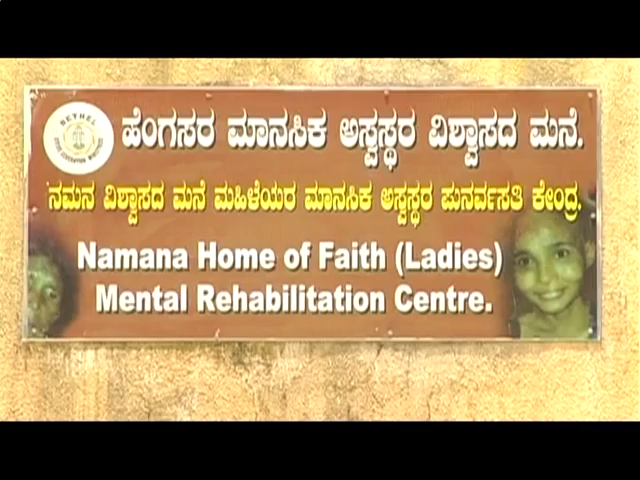 BETHEL
ಹೆಂಗಸರ ಮಾನಸಿಕ ಅಸ್ವಸ್ಥರ ವಿಶ್ವಾಸದ ಮನೆ.
ನಮನ ವಿಶ್ವಾಸದ ಮನೆ ಮಹಿಳೆಯರ ಮಾನಸಿಕ ಅಸ್ವಸ್ಥರ ಪುನರ್ವಸತಿ ಕೇಂದ್ರ.
Namana Home of Faith (Ladies)
Mental Rehabilitation Centre.